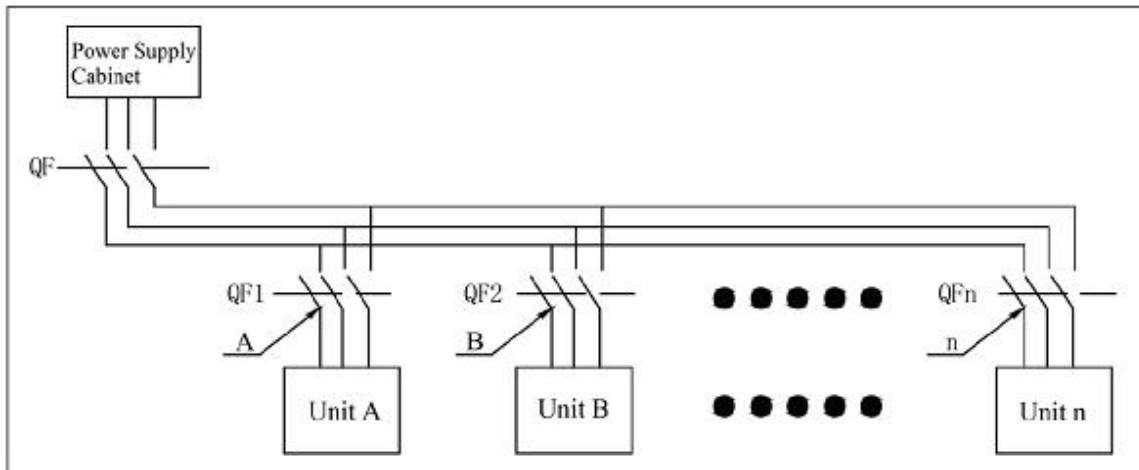 Power Supply
Cabinet
QF
QF1
QF2
QFn
A
B
n
Unit A
Unit B
Unit n